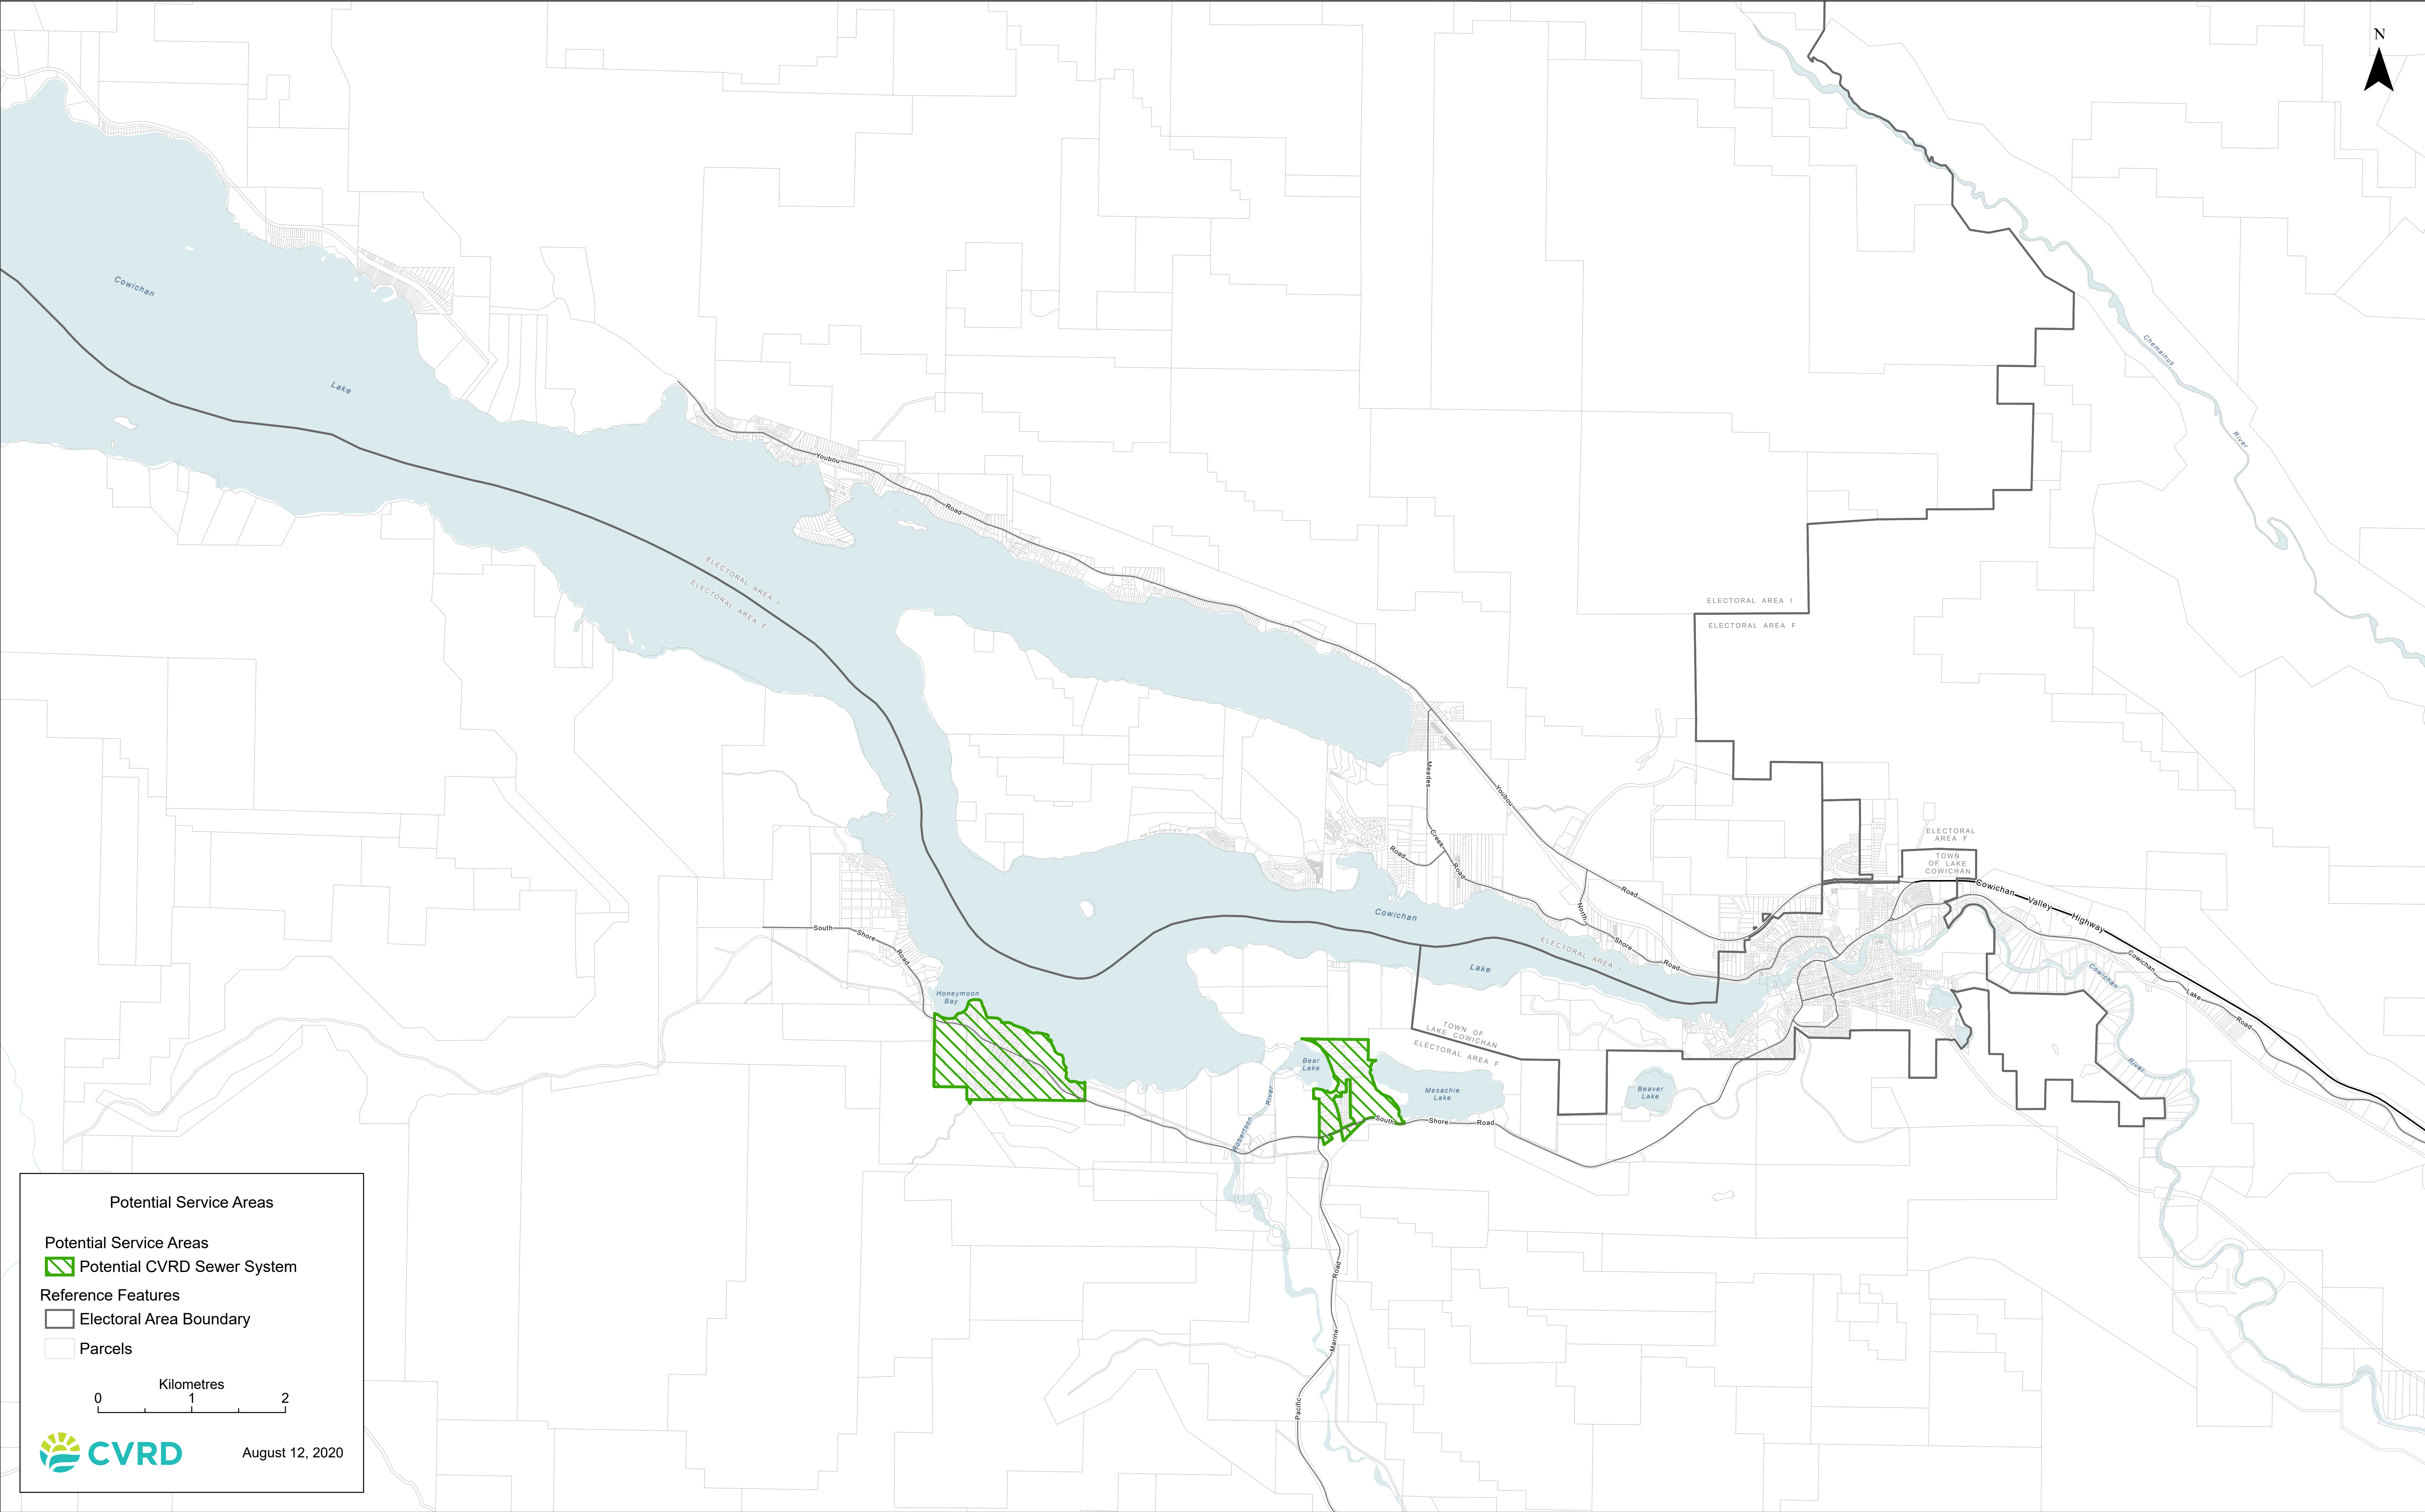 N
Cowichan
Lake
Chemainus
River
Youbou
Road
ELECTORAL AREA I
ELECTORAL AREA F
ELECTORAL AREA I
ELECTORAL AREA F
Meades
Creek
Road
Road
Youbou
Road
North
Shore
Road
ELECTORAL
AREA F
TOWN
OF LAKE
COWICHAN
Cowichan
Valley
Highway
Cowichan
Lake
Road
Cowichan
River
Cowichan
Lake
ELECTORAL AREA I
South
Shore
Road
Honeymoon
Bay
TOWN OF
LAKE COWICHAN
ELECTORAL AREA F
Bear
Lake
Mesachie
Lake
Beaver
Lake
Robertson
River
South
Shore
Road
Pacific
Marine
Road
Potential Service Areas
Potential Service Areas
Potential CVRD Sewer System
Reference Features
Electoral Area Boundary
Parcels
Kilometres
0 1 2
CVRD
August 12, 2020